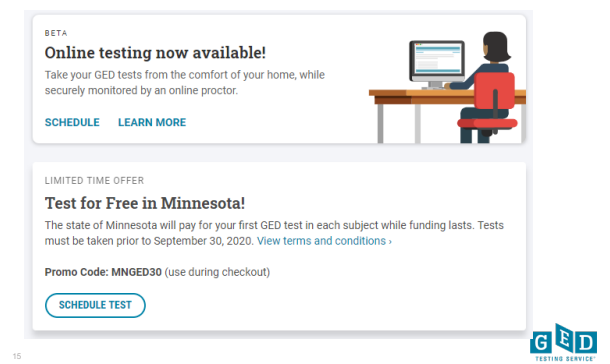 BETA
Online testing now available!
Take your GED tests from the comfort of your home, while
securely monitored by an online proctor.
SCHEDULE LEARN MORE
LIMITED TIME OFFER
Test for Free in Minnesota!
The state of Minnesota will pay for your first GED test in each subject while funding lasts. Tests
must be taken prior to September 30, 2020. View terms and conditions ›
Promo Code: MNGED30 (use during checkout)
SCHEDULE TEST
15
GED
TESTING SERVICE®